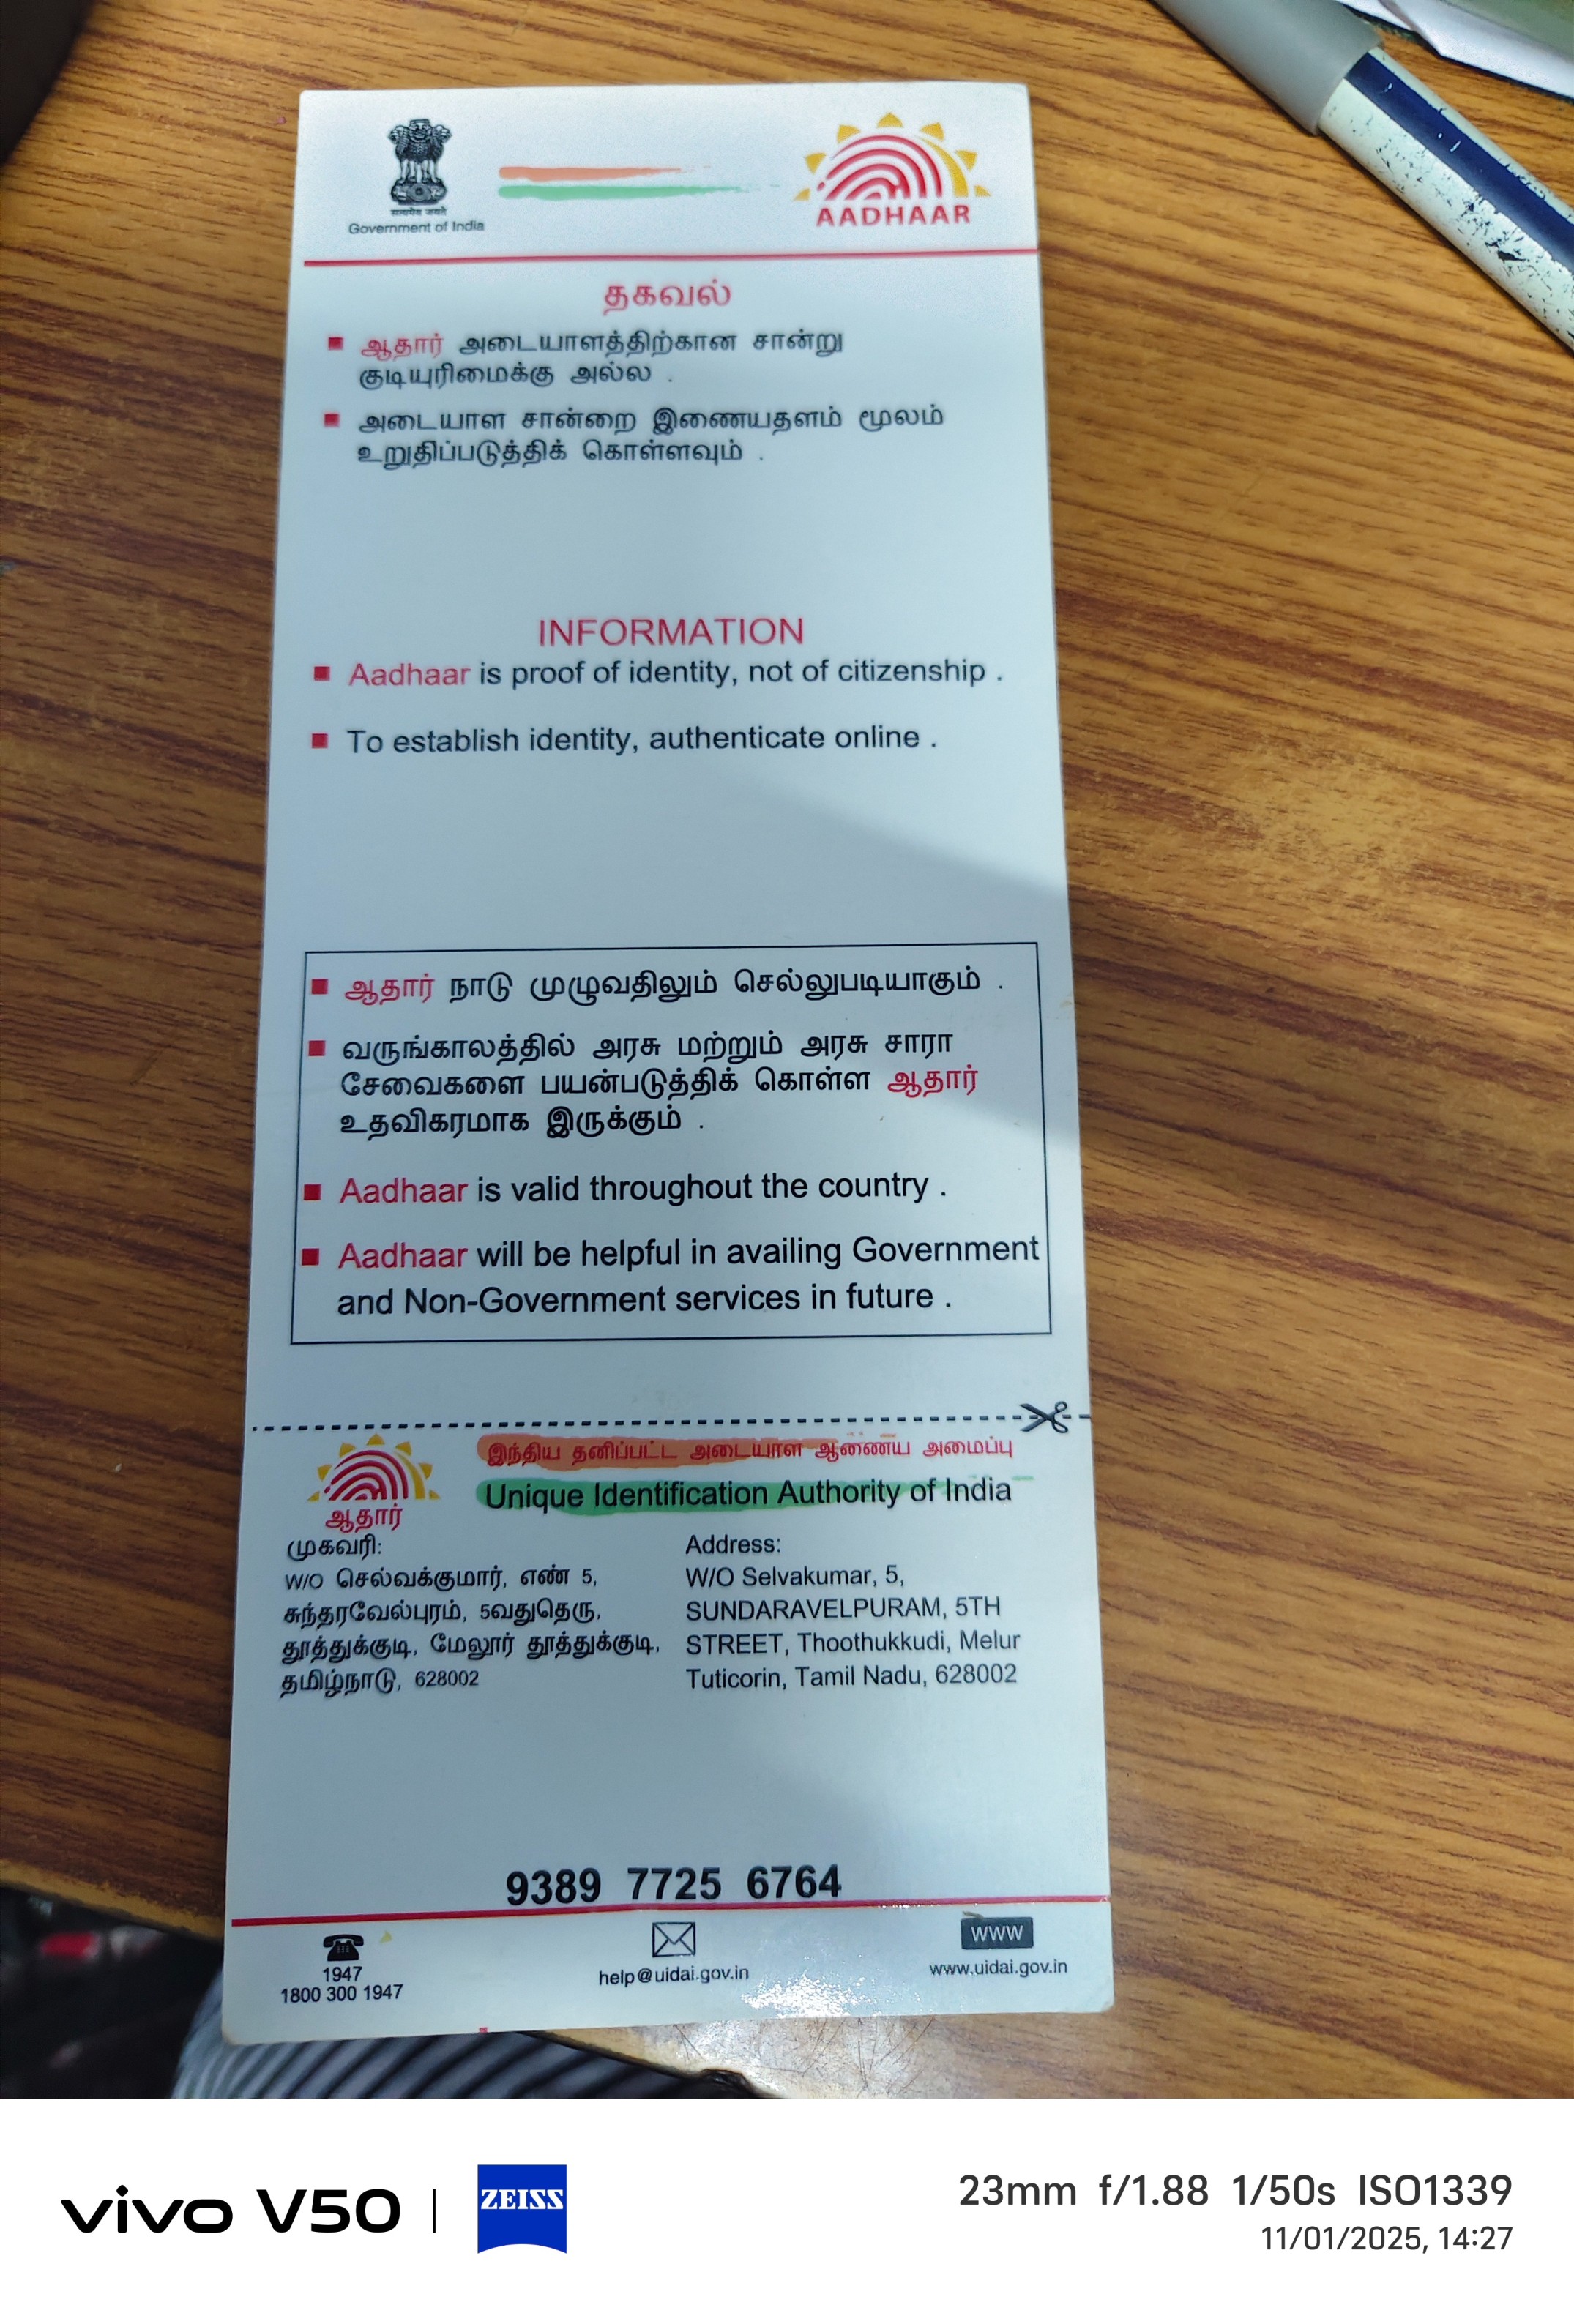 सत्यमेव जयते
Government of India
AADHAAR
தகவல்
ஆதார் அடையாளத்திற்கான சான்று
குடியுரிமைக்கு அல்ல .
அடையாள சான்றை இணையதளம் மூலம்
உறுதிப்படுத்திக் கொள்ளவும் .
INFORMATION
Aadhaar is proof of identity, not of citizenship .
To establish identity, authenticate online .
ஆதார் நாடு முழுவதிலும் செல்லுபடியாகும் .
வருங்காலத்தில் அரசு மற்றும் அரசு சாரா
சேவைகளை பயன்படுத்திக் கொள்ள ஆதார்
உதவிகரமாக இருக்கும் .
Aadhaar is valid throughout the country .
Aadhaar will be helpful in availing Government
and Non-Government services in future .
இந்திய தனிப்பட்ட அடையாள ஆணைய அமைப்பு
Unique Identification Authority of India
ஆதார்
முகவரி:
W/O செல்வக்குமார், எண் 5,
சுந்தரவேல்புரம், 5வதுதெரு,
தூத்துக்குடி, மேலூர் தூத்துக்குடி,
தமிழ்நாடு, 628002
Address:
W/O Selvakumar, 5,
SUNDARAVELPURAM, 5TH
STREET, Thoothukkudi, Melur
Tuticorin, Tamil Nadu, 628002
9389 7725 6764
1947
1800 300 1947
help@uidai.gov.in
www
www.uidai.gov.in
vivo V50 | ZEISS
23mm f/1.88 1/50s ISO1339
11/01/2025, 14:27